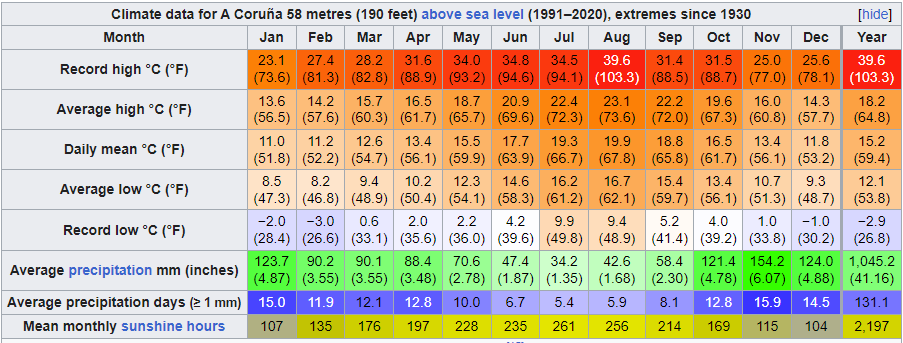 Climate data for A Coruña 58 metres (190 feet) above sea level (1991–2020), extremes since 1930 [hide]
Month Jan Feb Mar Apr May Jun Jul Aug Sep Oct Nov Dec Year
Record high °C (°F) 23.1 (73.6) 27.4 (81.3) 28.2 (82.8) 31.6 (88.9) 34.0 (93.2) 34.8 (94.6) 34.5 (94.1) 39.6 (103.3) 31.4 (88.5) 31.5 (88.7) 25.0 (77.0) 25.6 (78.1) 39.6 (103.3)
Average high °C (°F) 13.6 (56.5) 14.2 (57.6) 15.7 (60.3) 16.5 (61.7) 18.7 (65.7) 20.9 (69.6) 22.4 (72.3) 23.1 (73.6) 22.2 (72.0) 19.6 (67.3) 16.0 (60.8) 14.3 (57.7) 18.2 (64.8)
Daily mean °C (°F) 11.0 (51.8) 11.2 (52.2) 12.6 (54.7) 13.4 (56.1) 15.5 (59.9) 17.7 (63.9) 19.3 (66.7) 19.9 (67.8) 18.8 (65.8) 16.5 (61.7) 13.4 (56.1) 11.8 (53.2) 15.2 (59.4)
Average low °C (°F) 8.5 (47.3) 8.2 (46.8) 9.4 (48.9) 10.2 (50.4) 12.3 (54.1) 14.6 (58.3) 16.2 (61.2) 16.7 (62.1) 15.4 (59.7) 13.4 (56.1) 10.7 (51.3) 9.3 (48.7) 12.1 (53.8)
Record low °C (°F) −2.0 (28.4) −3.0 (26.6) 0.6 (33.1) 2.0 (35.6) 2.2 (36.0) 4.2 (39.6) 9.9 (49.8) 9.4 (48.9) 5.2 (41.4) 4.0 (39.2) 1.0 (33.8) −1.0 (30.2) −2.9 (26.8)
Average precipitation mm (inches) 123.7 (4.87) 90.2 (3.55) 90.1 (3.55) 88.4 (3.48) 70.6 (2.78) 47.4 (1.87) 34.2 (1.35) 42.6 (1.68) 58.4 (2.30) 121.4 (4.78) 154.2 (6.07) 124.0 (4.88) 1,045.2 (41.16)
Average precipitation days (≥ 1 mm) 15.0 11.9 12.1 12.8 10.0 6.7 5.4 5.9 8.1 12.8 15.9 14.5 131.1
Mean monthly sunshine hours 107 135 176 197 228 235 261 256 214 169 115 104 2,197